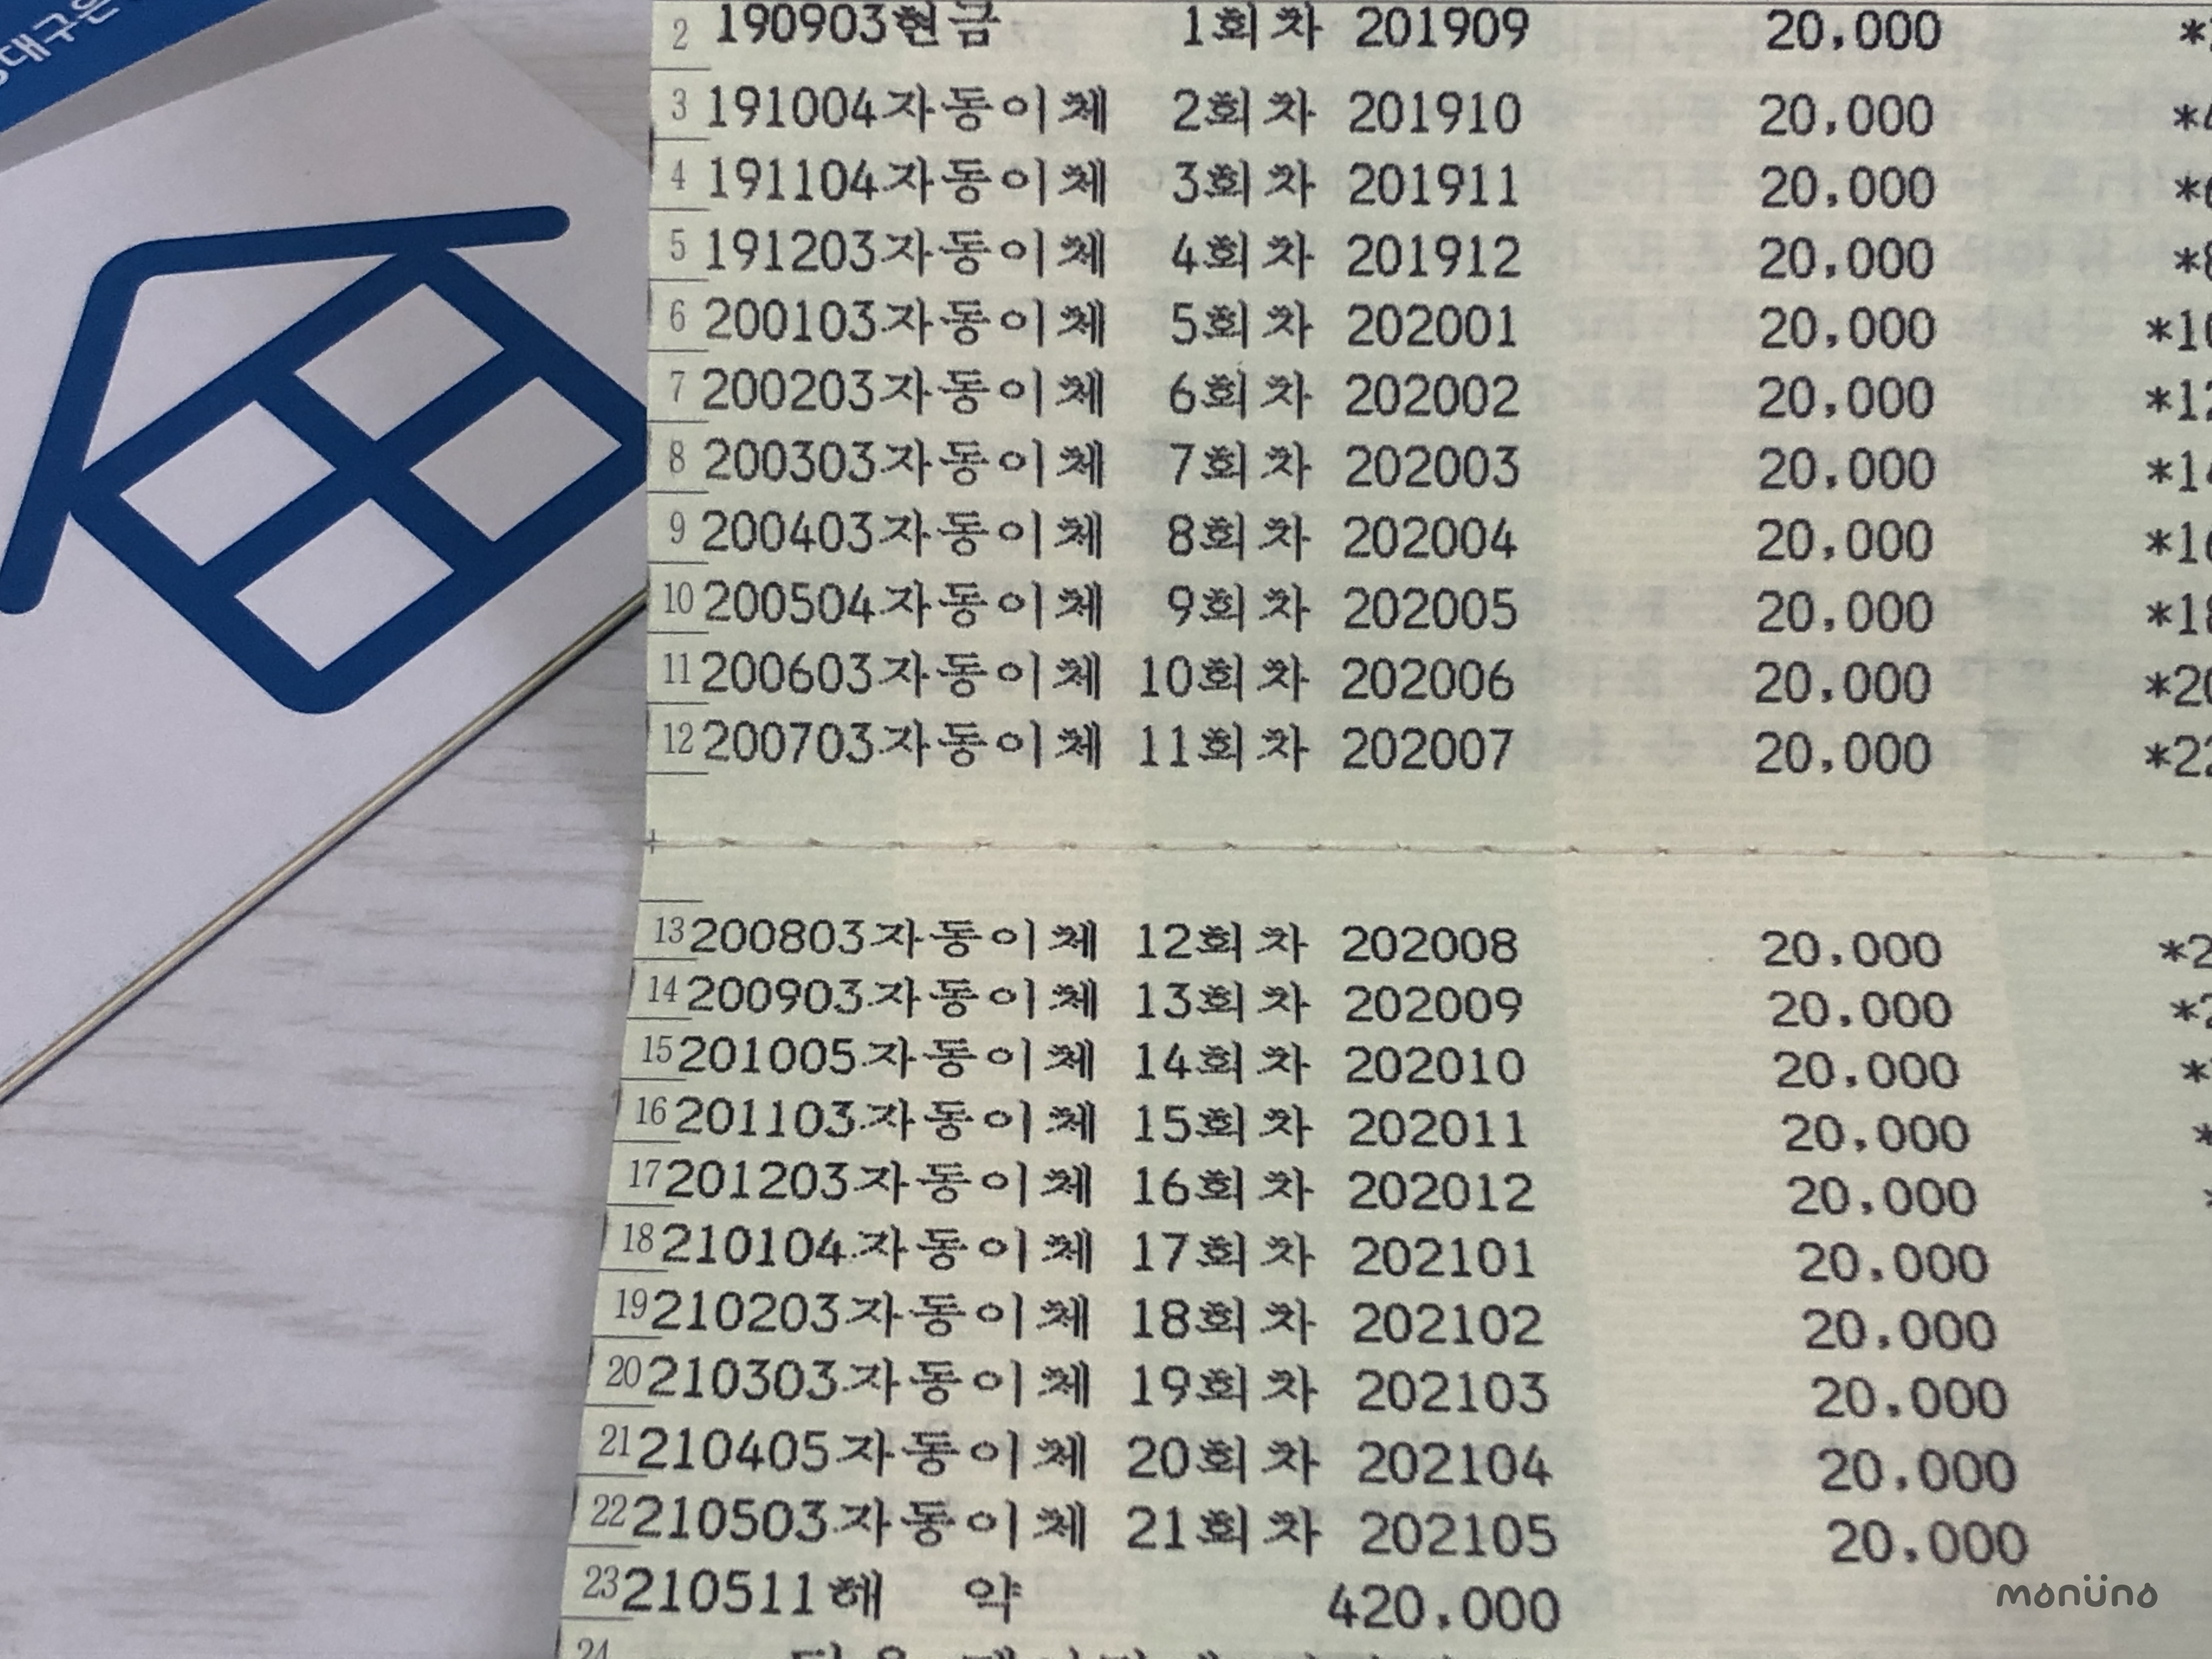 대구은
2 190903현금 1회차 201909 20,000 *
3 191004자동이체 2회차 201910 20,000 *4
4 191104자동이체 3회차 201911 20,000 *6
5 191203자동이체 4회차 201912 20,000 *8
6 200103자동이체 5회차 202001 20,000 *10
7 200203자동이체 6회차 202002 20,000 *12
8 200303자동이체 7회차 202003 20,000 *14
9 200403자동이체 8회차 202004 20,000 *16
10 200504자동이체 9회차 202005 20,000 *18
11 200603자동이체 10회차 202006 20,000 *20
12 200703자동이체 11회차 202007 20,000 *22
13 200803자동이체 12회차 202008 20,000 *2
14 200903자동이체 13회차 202009 20,000 *2
15 201005자동이체 14회차 202010 20,000 *
16 201103자동이체 15회차 202011 20,000 *
17 201203자동이체 16회차 202012 20,000
18 210104자동이체 17회차 202101 20,000
19 210203자동이체 18회차 202102 20,000
20 210303자동이체 19회차 202103 20,000
21 210405자동이체 20회차 202104 20,000
22 210503자동이체 21회차 202105 20,000
23 210511해 약 420,000
24
monüno